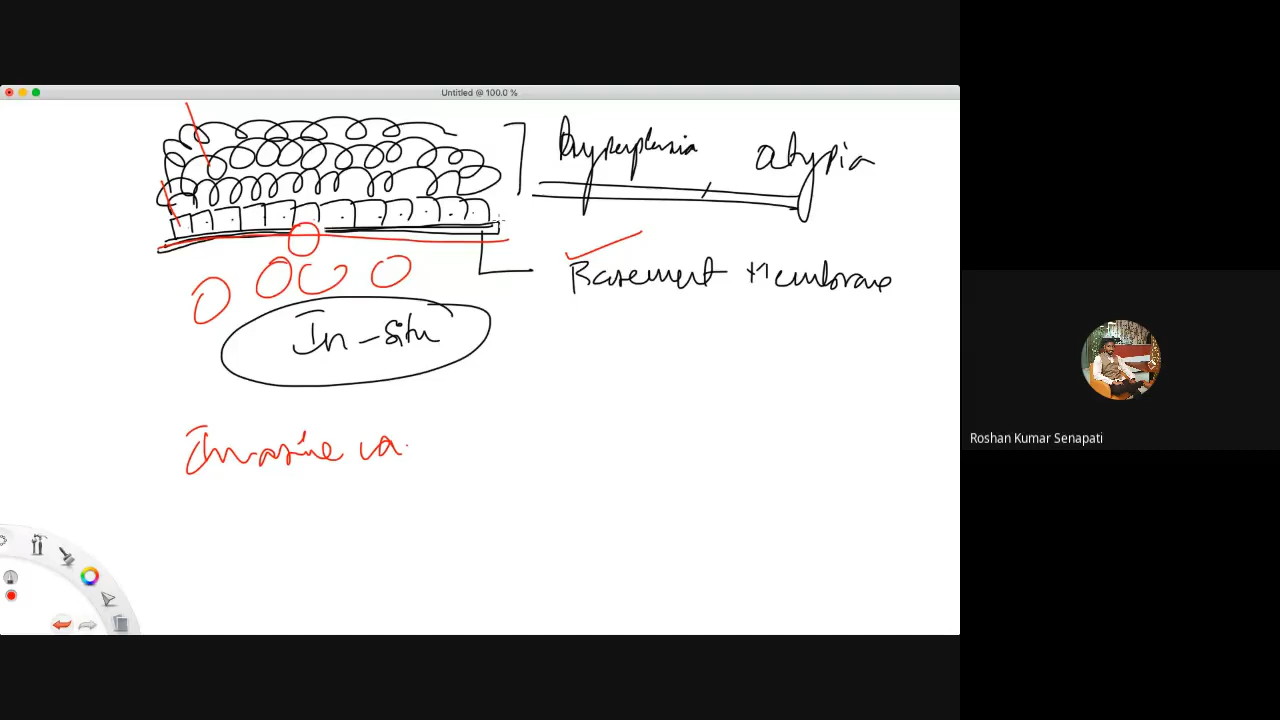 Untitled @ 100.0 %
hyperplasia atypia
Basement Membrane
In-situ
Invasive ca.
Roshan Kumar Senapati